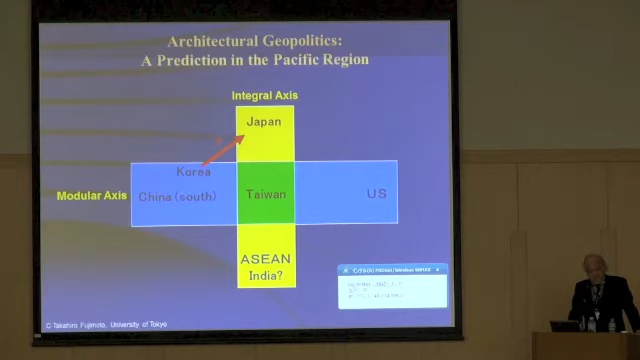 Architectural Geopolitics:
A Prediction in the Pacific Region
Integral Axis
Japan
Korea
Modular Axis
China (south)
Taiwan
US
ASEAN
India?
C Takahiro Fujimoto, University of Tokyo